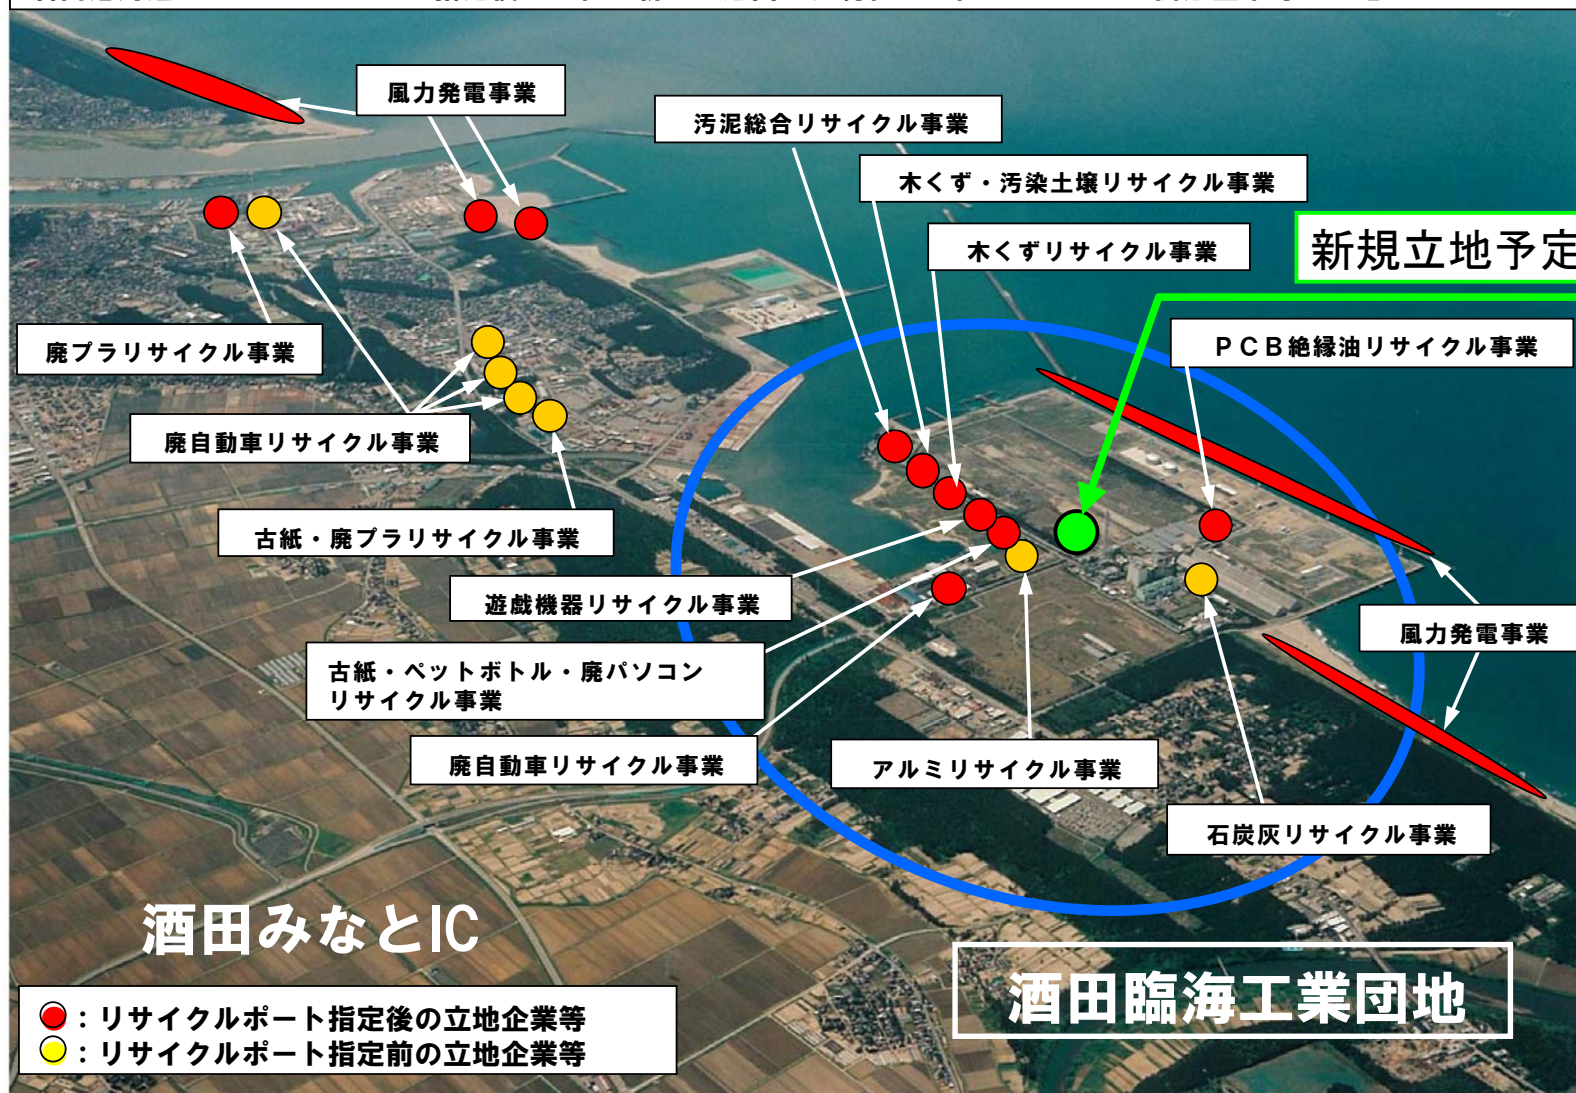 風力発電事業
汚泥総合リサイクル事業
木くず・汚染土壌リサイクル事業
木くずリサイクル事業
新規立地予定
廃プラリサイクル事業
PCB絶縁油リサイクル事業
廃自動車リサイクル事業
古紙・廃プラリサイクル事業
遊戯機器リサイクル事業
風力発電事業
古紙・ペットボトル・廃パソコン
リサイクル事業
廃自動車リサイクル事業
アルミリサイクル事業
石炭灰リサイクル事業
酒田みなとIC
酒田臨海工業団地
:リサイクルポート指定後の立地企業等
:リサイクルポート指定前の立地企業等